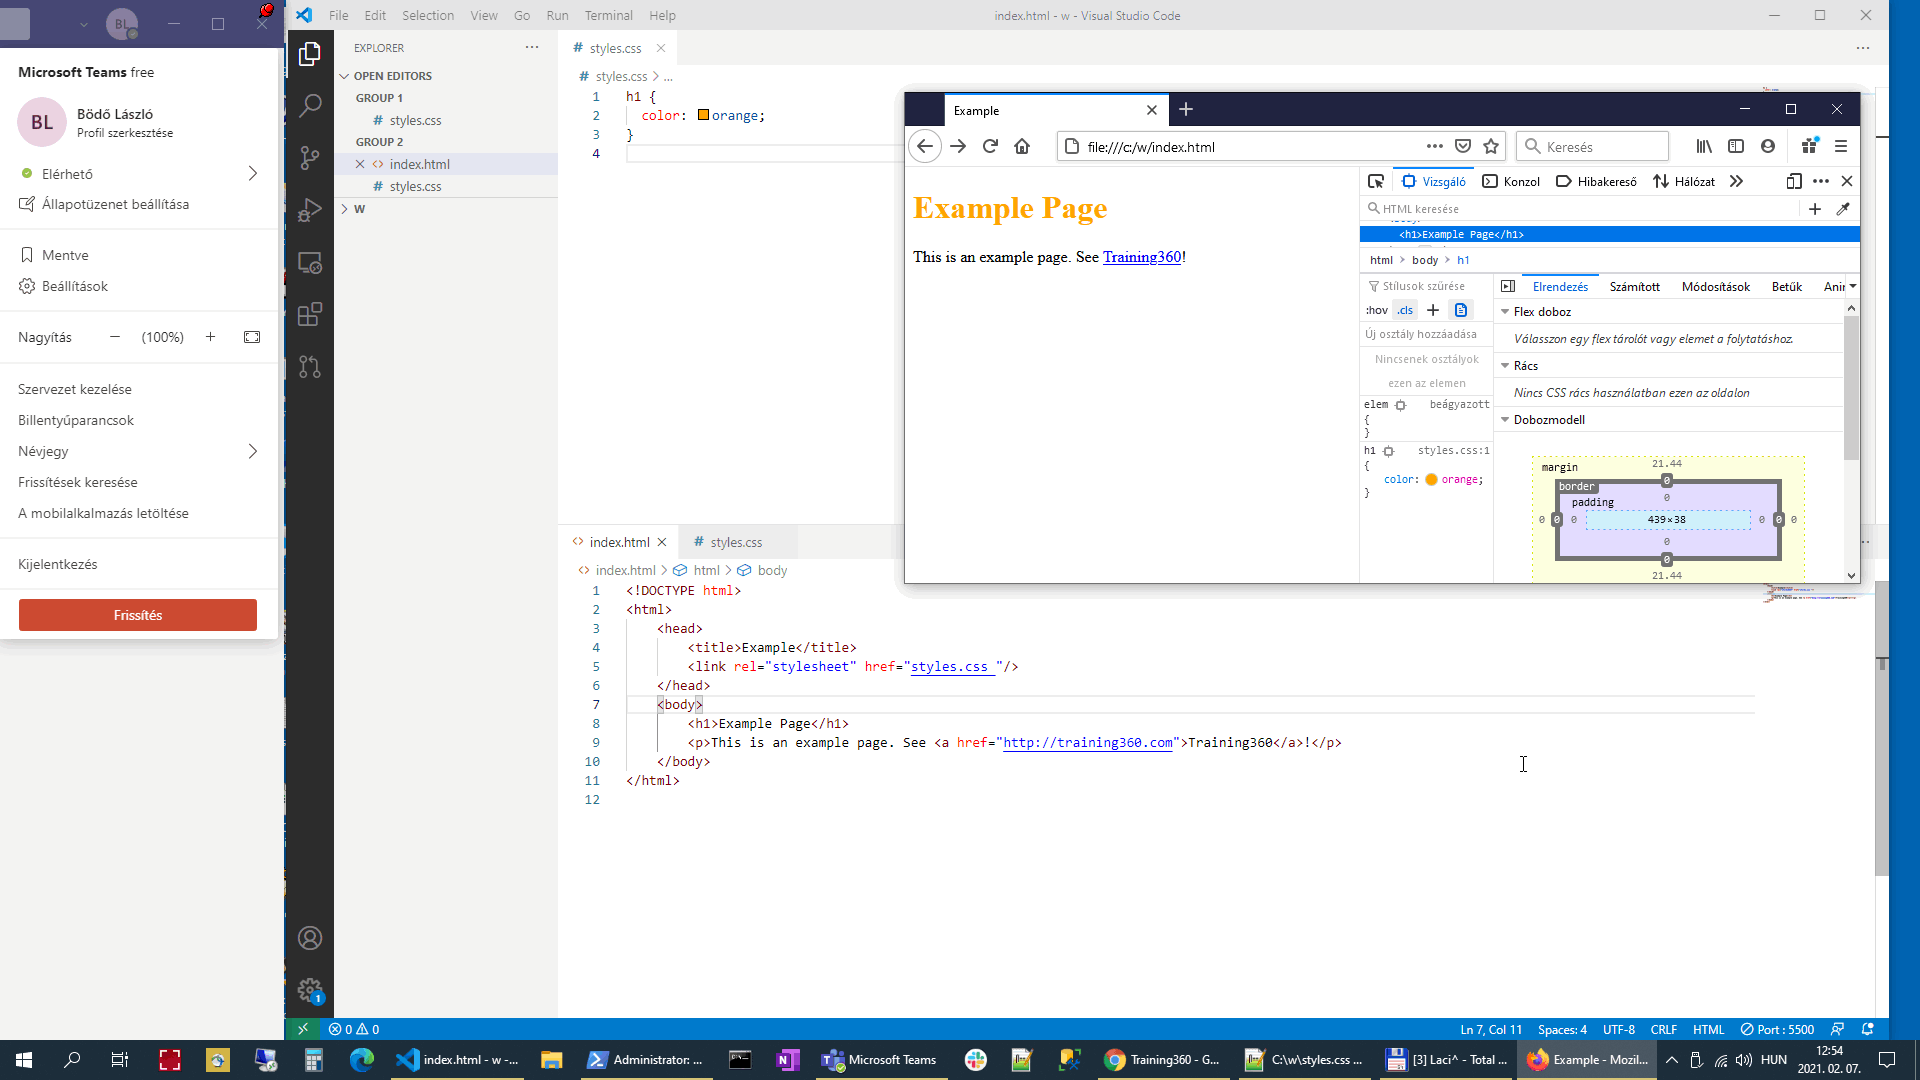 BL
Microsoft Teams free
BL
Bödő László
Profil szerkesztése
Elérhető
Állapotüzenet beállítása
Mentve
Beállítások
Nagyítás — (100%) +
Szervezet kezelése
Billentyűparancsok
Névjegy
Frissítések keresése
A mobilalkalmazás letöltése
Kijelentkezés
Frissítés
File Edit Selection View Go Run Terminal Help
index.html - w - Visual Studio Code
EXPLORER
OPEN EDITORS
GROUP 1
# styles.css
GROUP 2
<> index.html
# styles.css
W
1
# styles.css
# styles.css > ...
1 h1 {
2 color: orange;
3 }
4
Example
file:///c:/w/index.html
Keresés
Example Page
This is an example page. See Training360!
Vizsgáló Konzol Hibakereső Hálózat
HTML keresése
<h1>Example Page</h1>
html > body > h1
Stílusok szűrése
:hov .cls +
Új osztály hozzáadása
Nincsenek osztályok
ezen az elemen
elem beágyazott
{
}
h1 styles.css:1
{
color: orange;
}
Elrendezés Számított Módosítások Betűk Anir
Flex doboz
Válasszon egy flex tárolót vagy elemet a folytatáshoz.
Rács
Nincs CSS rács használatban ezen az oldalon
Dobozmodell
margin 21.44
border 0
padding 0
0 0 0 439×38 0 0 0
0
0
21.44
<> index.html # styles.css
<> index.html > html > body
1 <!DOCTYPE html>
2 <html>
3 <head>
4 <title>Example</title>
5 <link rel="stylesheet" href="styles.css "/>
6 </head>
7 <body>
8 <h1>Example Page</h1>
9 <p>This is an example page. See <a href="http://training360.com">Training360</a>!</p>
10 </body>
11 </html>
12
0 0
Ln 7, Col 11 Spaces: 4 UTF-8 CRLF HTML Port : 5500
index.html - w -...
Administrator: ...
Microsoft Teams
Training360 - G...
C:\w\styles.css ...
[3] Laci^ - Total ...
Example - Mozil...
HUN
12:54
2021. 02. 07.